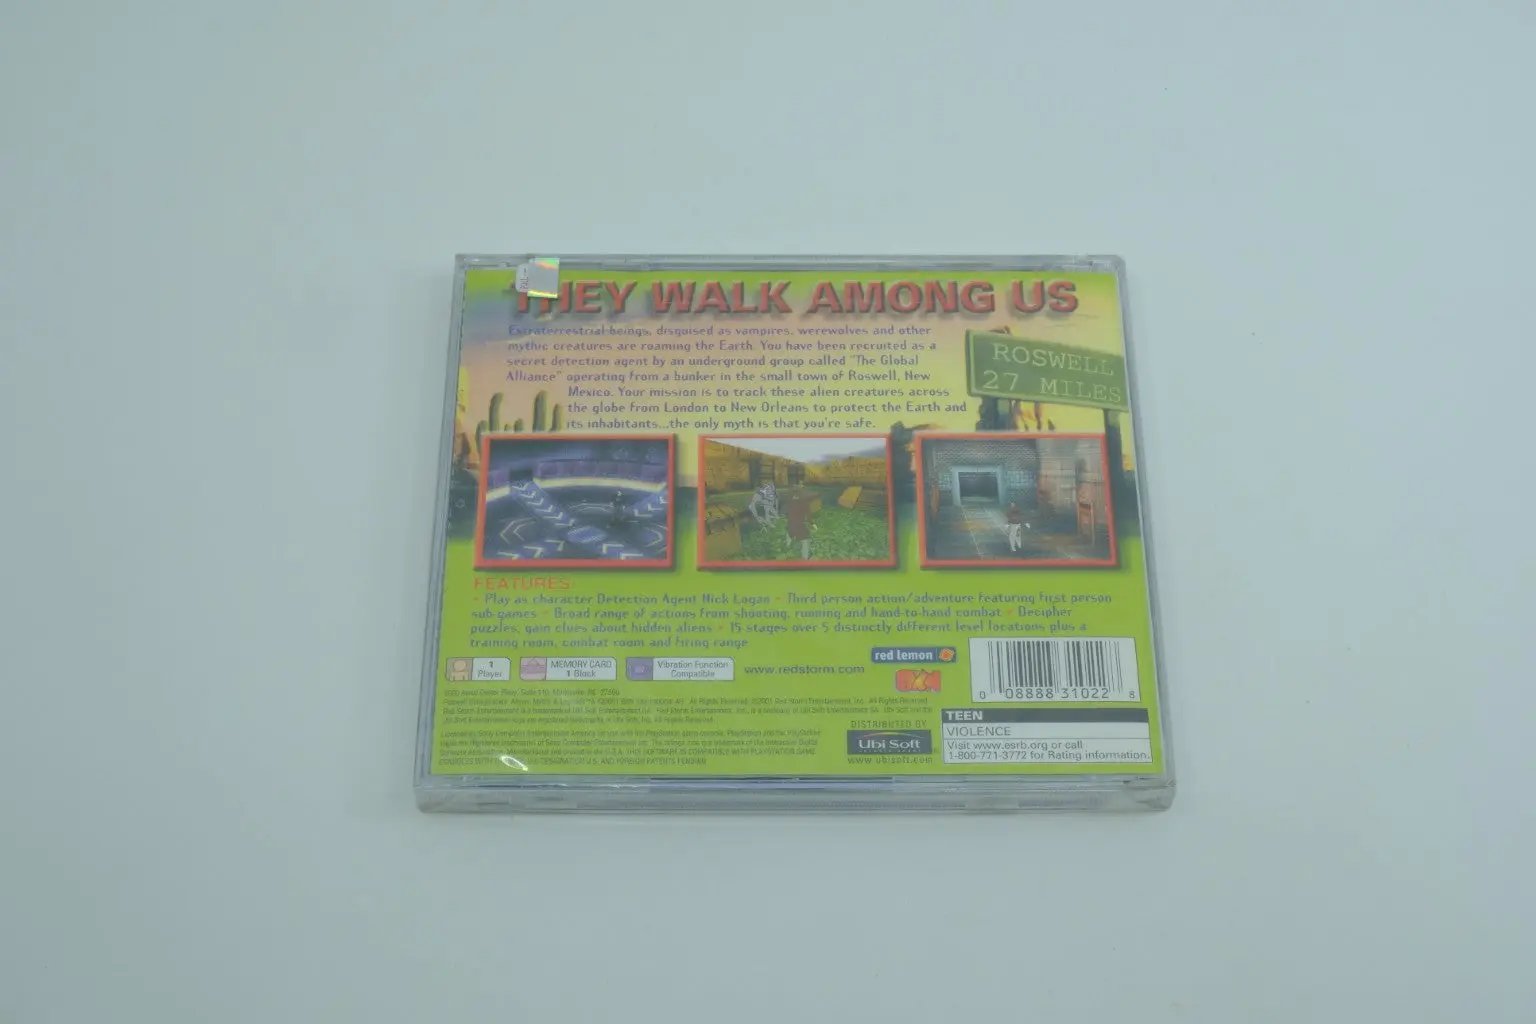 THEY WALK AMONG US
Extraterrestrial beings, disguised as vampires, werewolves and other
mythic creatures are roaming the Earth. You have been recruited as a
secret detection agent by an underground group called "The Global
Alliance" operating from a bunker in the small town of Roswell, New
Mexico. Your mission is to track these alien creatures across
the globe from London to New Orleans to protect the Earth and
its inhabitants...the only myth is that you're safe.
ROSWELL
27 MILES
FEATURES:
• Play as character Detection Agent Nick Logan • Third person action/adventure featuring first person
sub-games • Broad range of actions from shooting, running and hand-to-hand combat • Decipher
puzzles, gain clues about hidden aliens • 15 stages over 5 distinctly different level locations plus a
training room, combat room and firing range
1
Player
MEMORY CARD
1 Block
Vibration Function
Compatible
www.redstorm.com
red lemon
0 08888 31022 8
DISTRIBUTED BY
Ubi Soft
www.ubisoft.com
TEEN
VIOLENCE
Visit www.esrb.org or call
1-800-771-3772 for Rating information.